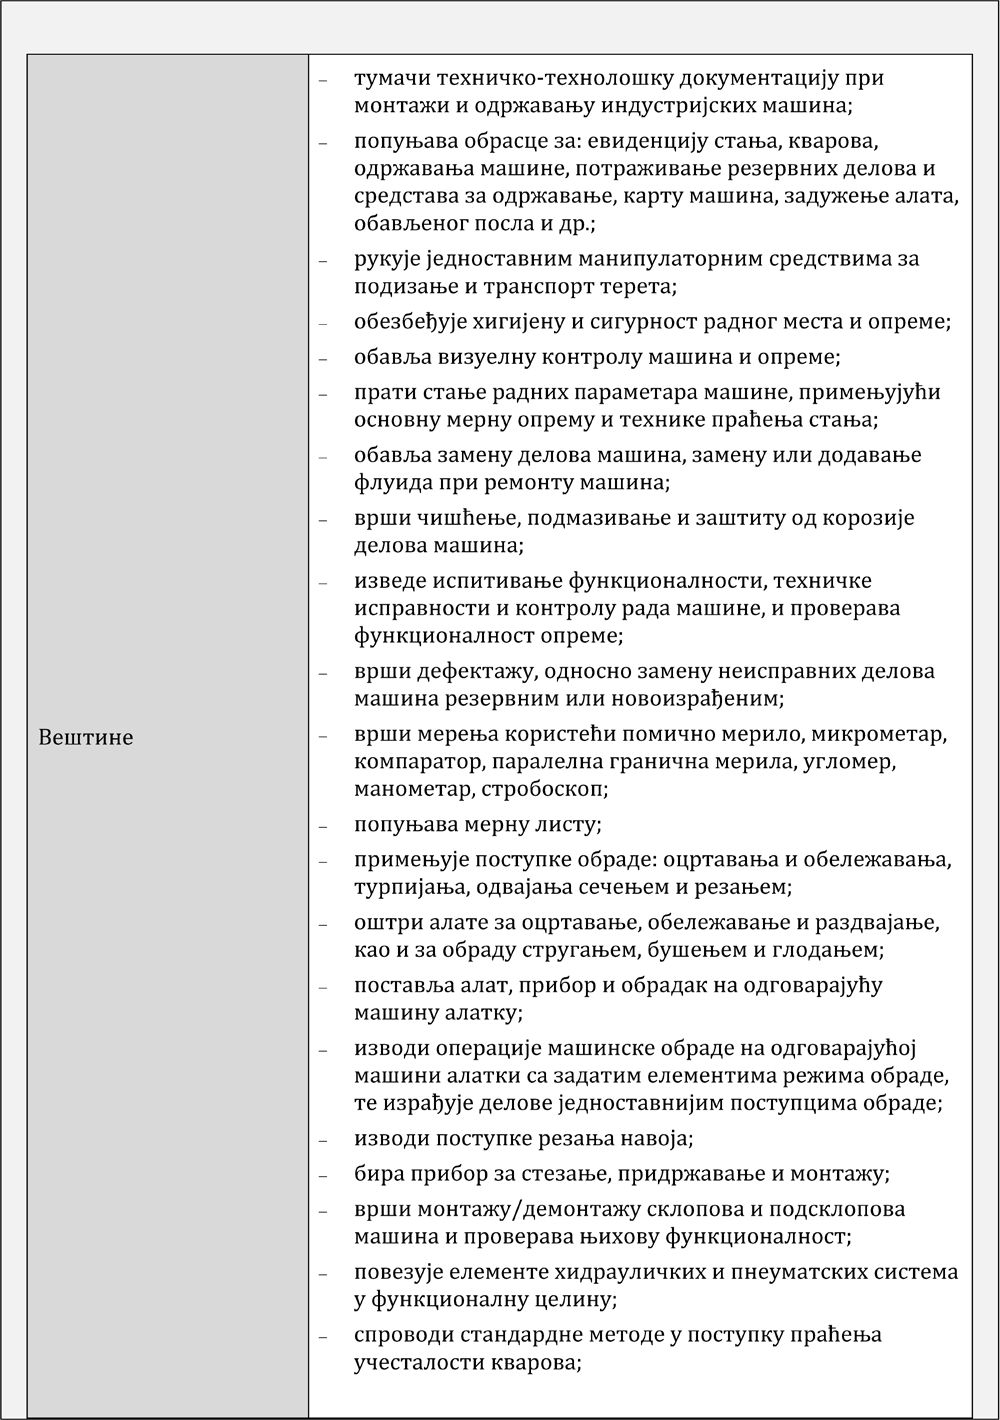 Вештине
– тумачи техничко-технолошку документацију при
монтажи и одржавању индустријских машина;
– попуњава обрасце за: евиденцију стања, кварова,
одржавања машине, потраживање резервних делова и
средстава за одржавање, карту машина, задужење алата,
обављеног посла и др.;
– рукује једноставним манипулаторним средствима за
подизање и транспорт терета;
– обезбеђује хигијену и сигурност радног места и опреме;
– обавља визуелну контролу машина и опреме;
– прати стање радних параметара машине, примењујући
основну мерну опрему и технике праћења стања;
– обавља замену делова машина, замену или додавање
флуида при ремонту машина;
– врши чишћење, подмазивање и заштиту од корозије
делова машина;
– изведе испитивање функционалности, техничке
исправности и контролу рада машине, и проверава
функционалност опреме;
– врши дефектажу, односно замену неисправних делова
машина резервним или новоизрађеним;
– врши мерења користећи помично мерило, микрометар,
компаратор, паралелна гранична мерила, угломер,
манометар, стробоскоп;
– попуњава мерну листу;
– примењује поступке обраде: оцртавања и обележавања,
турпијања, одвајања сечењем и резањем;
– оштри алате за оцртавање, обележавање и раздвајање,
као и за обраду стругањем, бушењем и глодањем;
– поставља алат, прибор и обрадак на одговарајућу
машину алатку;
– изводи операције машинске обраде на одговарајућој
машини алатки са задатим елементима режима обраде,
те израђује делове једноставнијим поступцима обраде;
– изводи поступке резања навоја;
– бира прибор за стезање, придржавање и монтажу;
– врши монтажу/демонтажу склопова и подсклопова
машина и проверава њихову функционалност;
– повезује елементе хидрауличких и пнеуматских система
у функционалну целину;
– спроводи стандардне методе у поступку праћења
учесталости кварова;